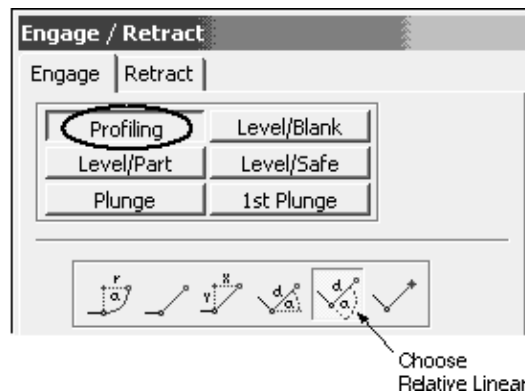 Engage / Retract
Engage Retract
Profiling Level/Blank
Level/Part Level/Safe
Plunge 1st Plunge
r a x y d a d a
Choose
Relative Linear